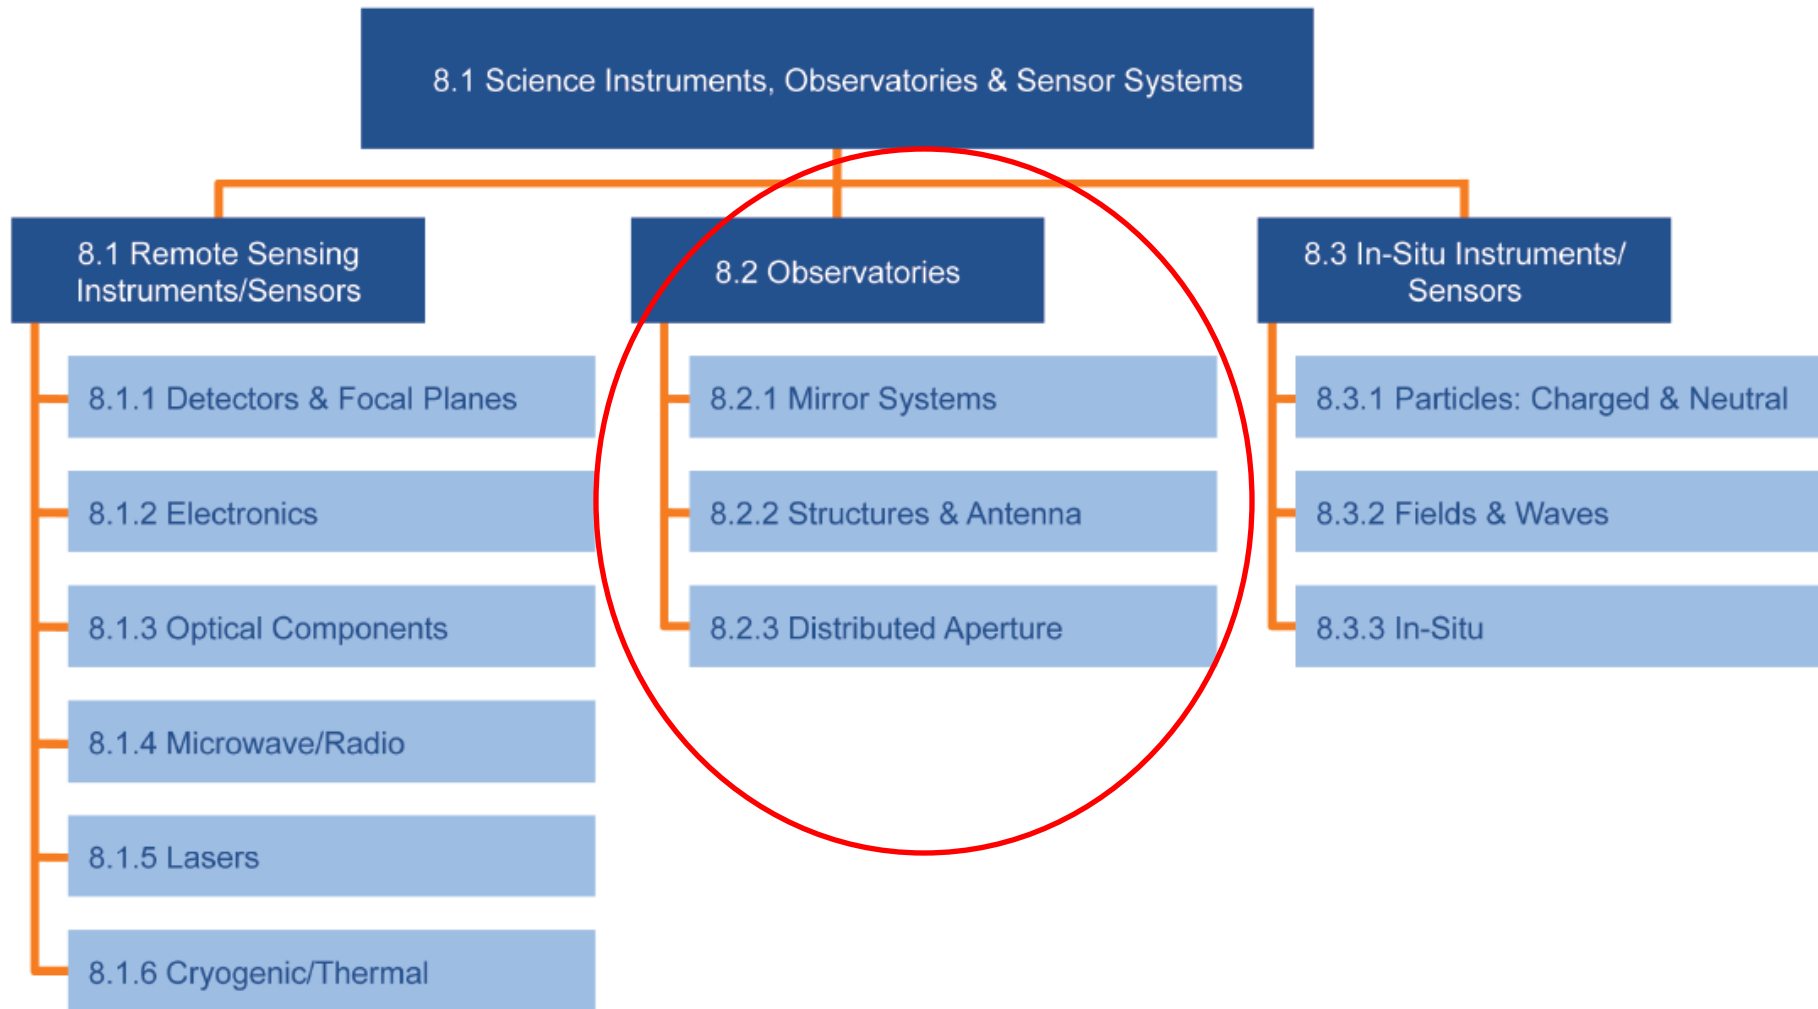 8.1 Science Instruments, Observatories & Sensor Systems
8.1 Remote Sensing
Instruments/Sensors
8.1.1 Detectors & Focal Planes
8.1.2 Electronics
8.1.3 Optical Components
8.1.4 Microwave/Radio
8.1.5 Lasers
8.1.6 Cryogenic/Thermal
8.2 Observatories
8.2.1 Mirror Systems
8.2.2 Structures & Antenna
8.2.3 Distributed Aperture
8.3 In-Situ Instruments/
Sensors
8.3.1 Particles: Charged & Neutral
8.3.2 Fields & Waves
8.3.3 In-Situ